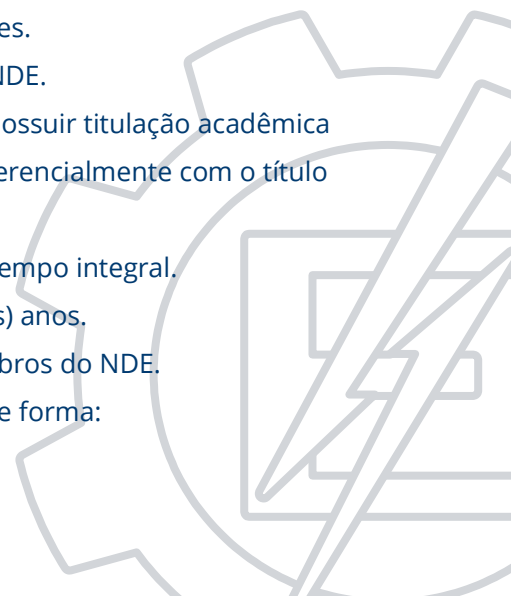 es.
NDE.
ossuir titulação acadêmica
erencialmente com o título
empo integral.
s) anos.
bros do NDE.
e forma: